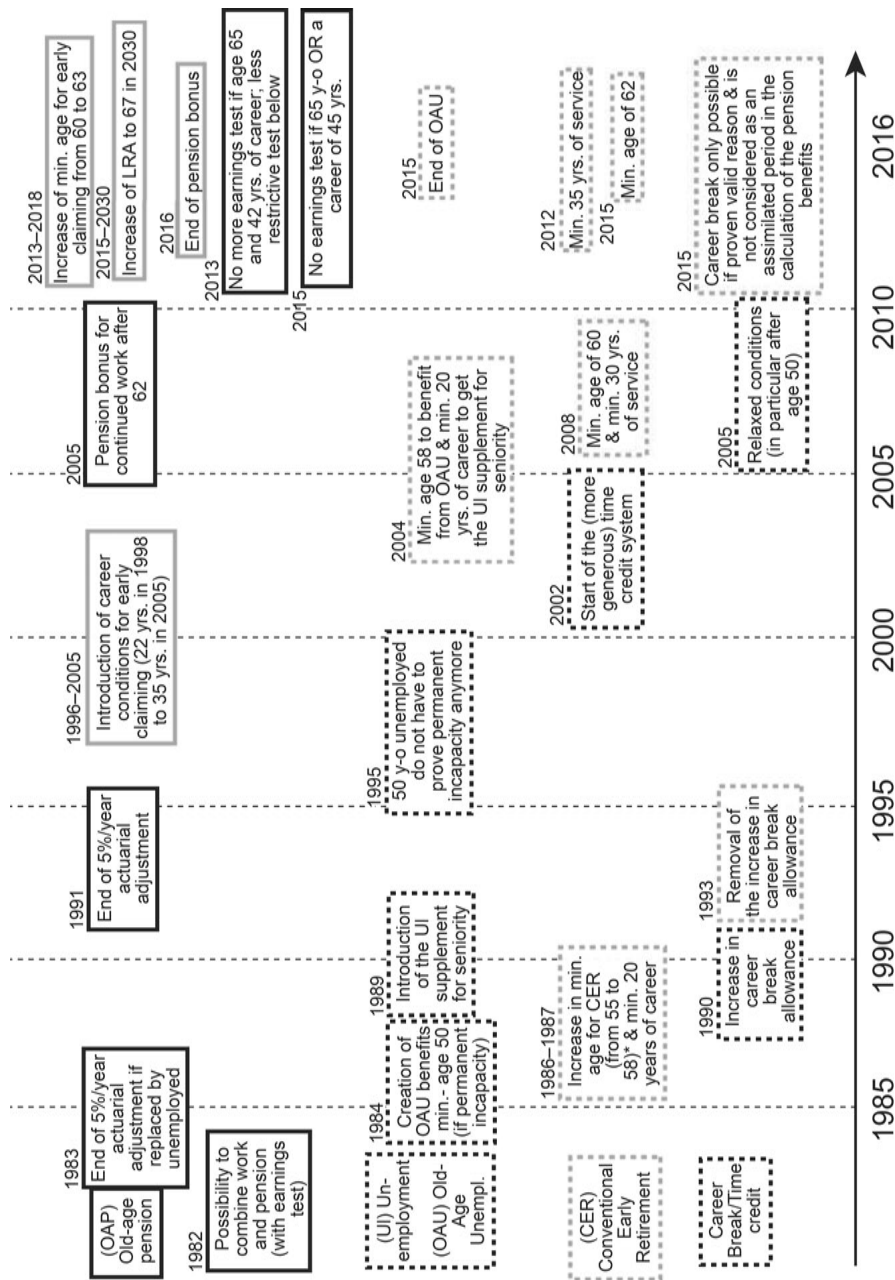 (OAP)
Old-age
pension
1983
End of 5%/year
actuarial
adjustment if
replaced by
unemployed
1991
End of 5%/year
actuarial
adjustment
1996–2005
Introduction of career
conditions for early
claiming (22 yrs. in 1998
to 35 yrs. in 2005)
2005
Pension bonus for
continued work after
62
2013–2018
Increase of min. age for early
claiming from 60 to 63
2015–2030
Increase of LRA to 67 in 2030
2016
End of pension bonus
1982
Possibility to
combine work
and pension
(with earnings
test)
2013
No more earnings test if age 65
and 42 yrs. of career; less
restrictive test below
2015
No earnings test if 65 y-o OR a
career of 45 yrs.
(UI) Un-
employment
(OAU) Old-
Age
Unempl.
1984
Creation of
OAU benefits
min.- age 50
(if permanent
incapacity)
1989
Introduction
of the UI
supplement
for seniority
1995
50 y-o unemployed
do not have to
prove permanent
incapacity anymore
2004
Min. age 58 to benefit
from OAU & min. 20
yrs. of career to get
the UI supplement for
seniority
2015
End of OAU
(CER)
Conventional
Early
Retirement
1986–1987
Increase in min.
age for CER
(from 55 to
58)* & min. 20
years of career
2002
Start of the (more
generous) time
credit system
2008
Min. age of 60
& min. 30 yrs.
of service
2012
Min. 35 yrs. of service
2015
Min. age of 62
Career
Break/Time
credit
1990
Increase in
career
break
allowance
1993
Removal of
the increase in
career break
allowance
2005
Relaxed conditions
(in particular after
age 50)
2015
Career break only possible
if proven valid reason & is
not considered as an
assimilated period in the
calculation of the pension
benefits
1985
1990
1995
2000
2005
2010
2016